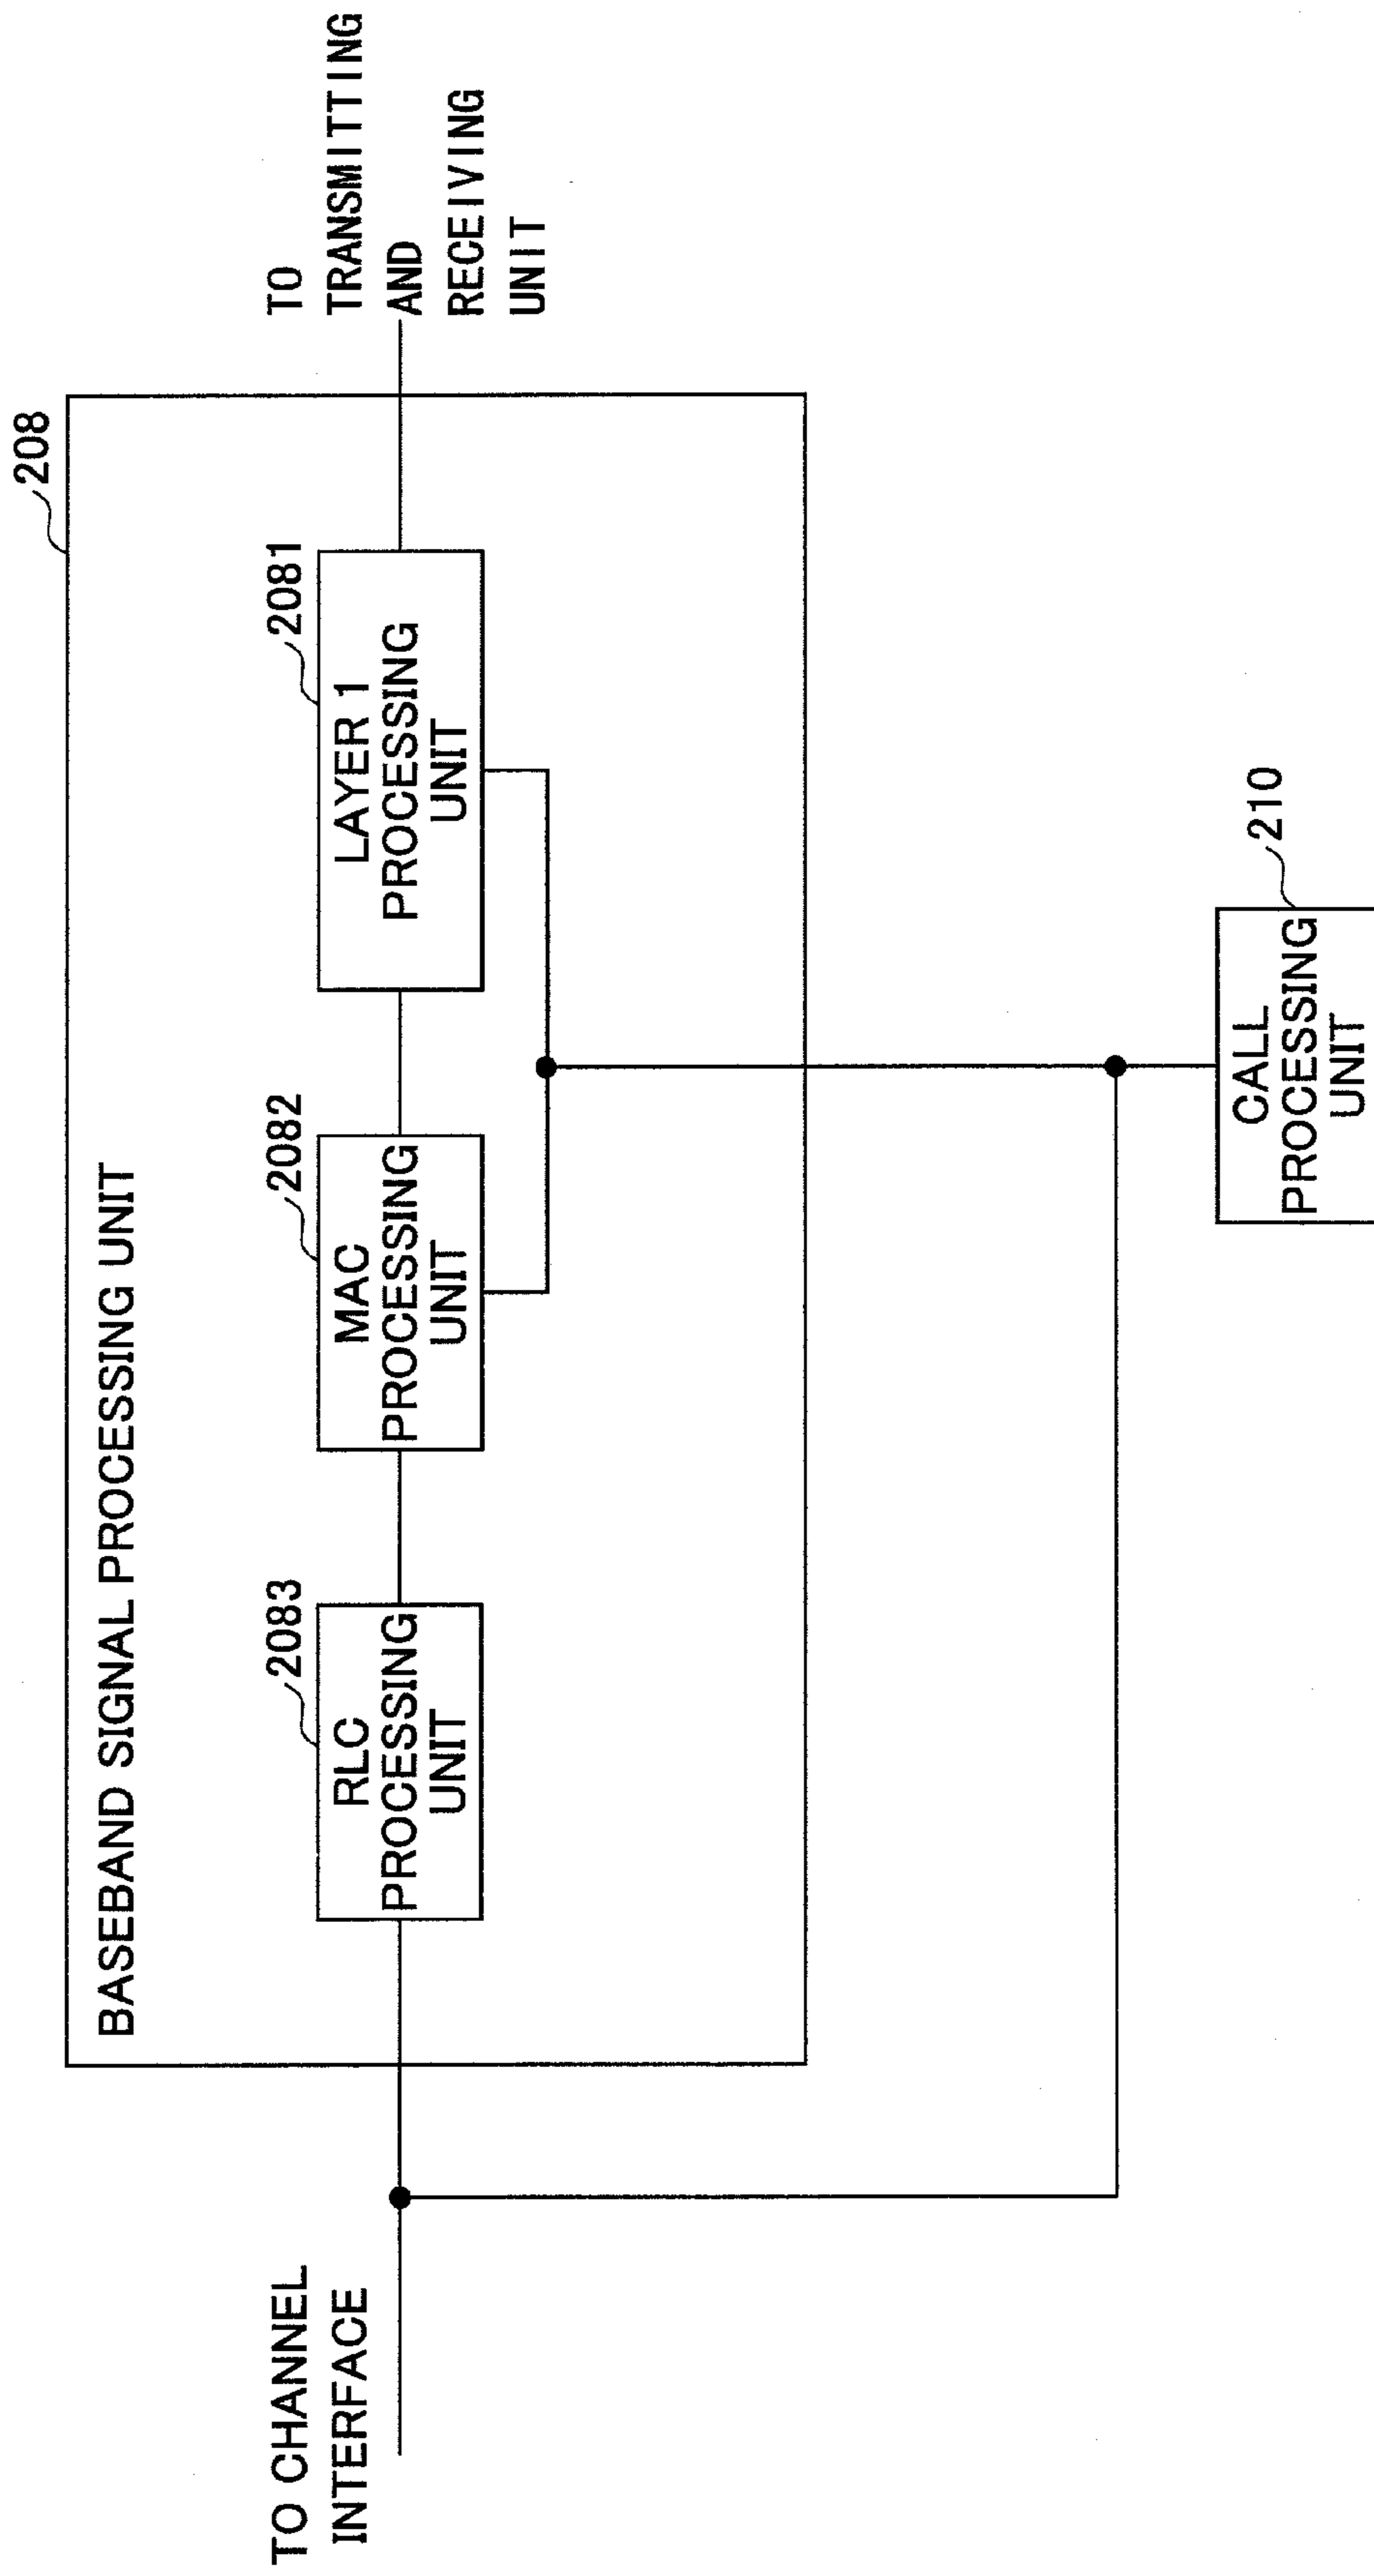 208
BASEBAND SIGNAL PROCESSING UNIT
TO CHANNEL
INTERFACE
2083
RLC
PROCESSING
UNIT
2082
MAC
PROCESSING
UNIT
2081
LAYER 1
PROCESSING
UNIT
TO
TRANSMITTING
AND
RECEIVING
UNIT
210
CALL
PROCESSING
UNIT